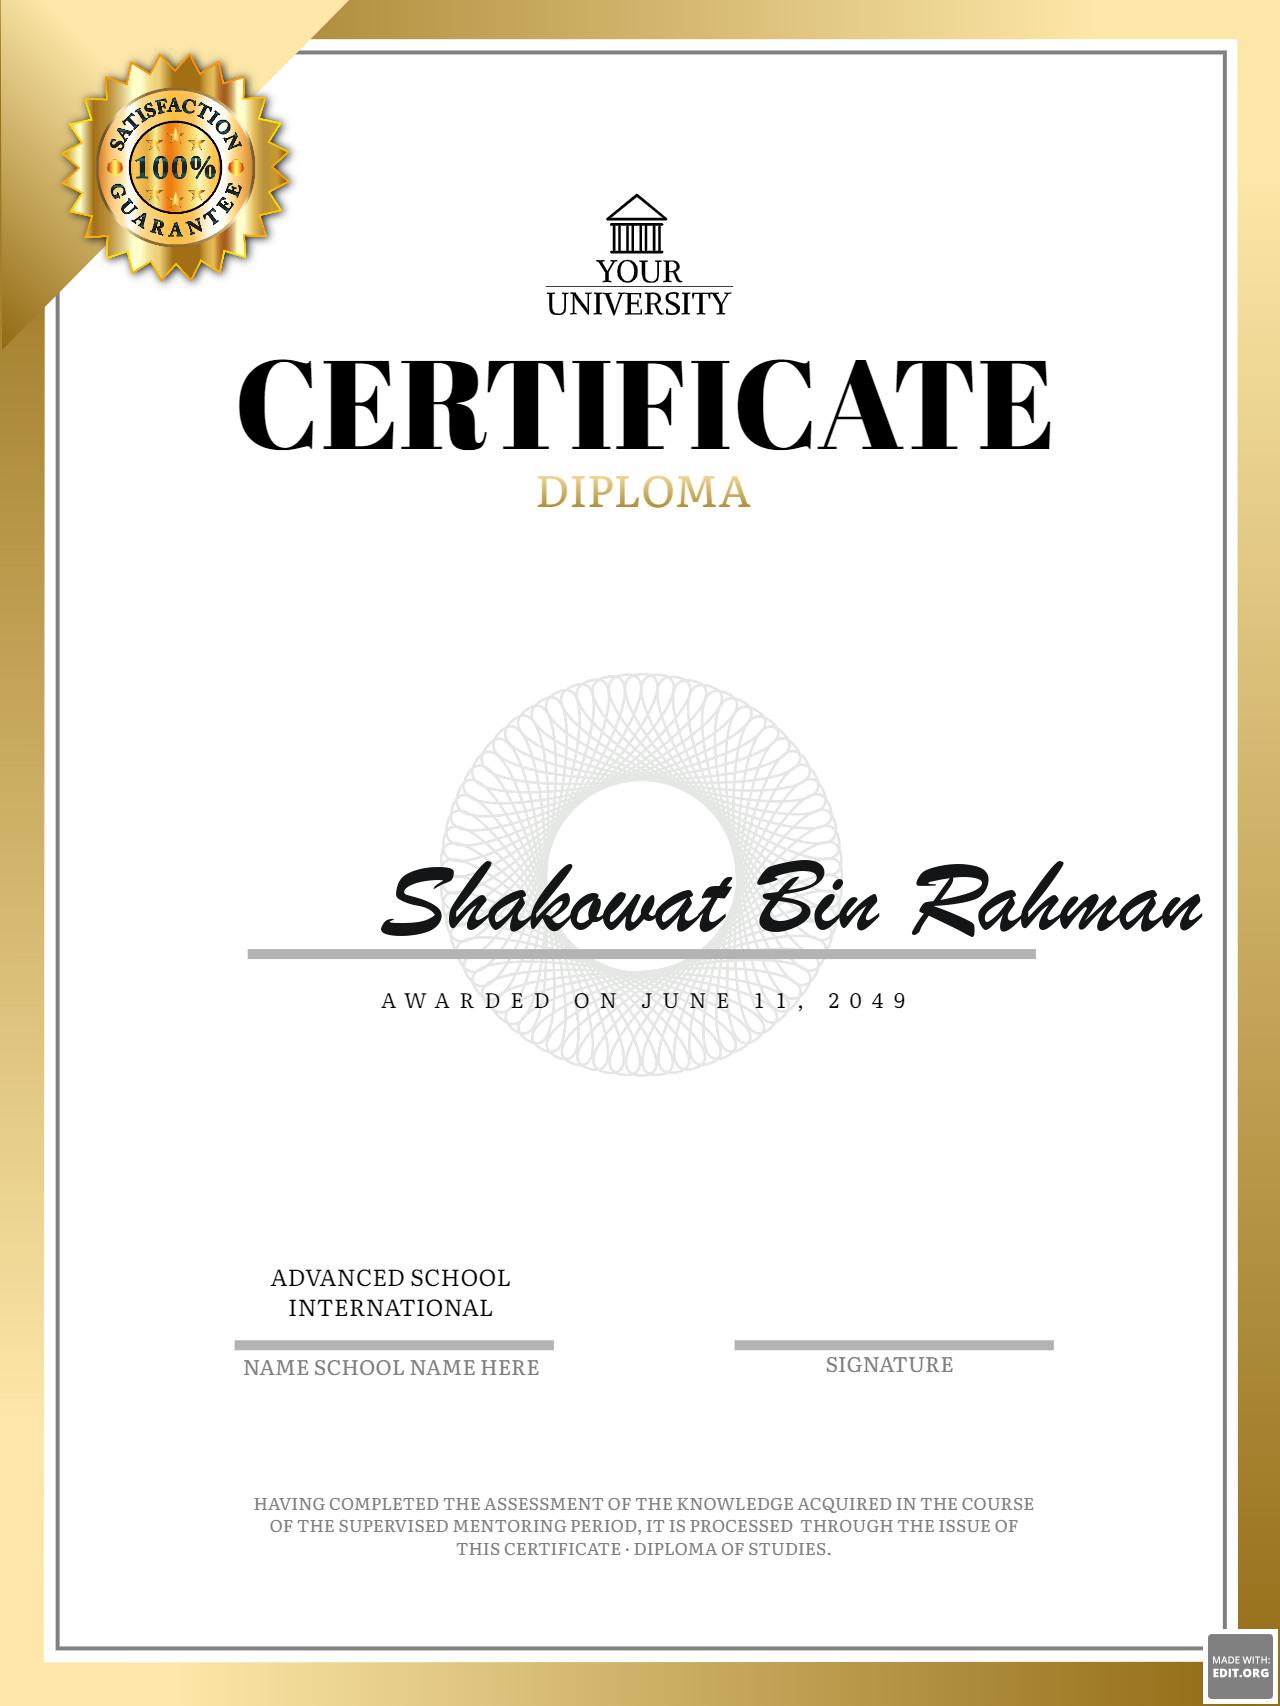 SATISFACTION
100%
GUARANTEE
YOUR
UNIVERSITY
CERTIFICATE
DIPLOMA
Shakowat Bin Rahman
AWARDED ON JUNE 11, 2049
ADVANCED SCHOOL
INTERNATIONAL
NAME SCHOOL NAME HERE
SIGNATURE
HAVING COMPLETED THE ASSESSMENT OF THE KNOWLEDGE ACQUIRED IN THE COURSE
OF THE SUPERVISED MENTORING PERIOD, IT IS PROCESSED THROUGH THE ISSUE OF
THIS CERTIFICATE · DIPLOMA OF STUDIES.
MADE WITH:
EDIT.ORG